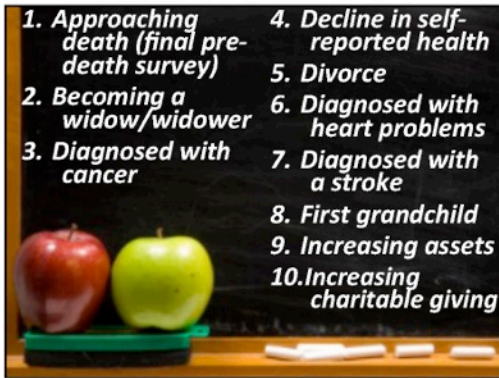 1. Approaching
death (final pre-
death survey)
2. Becoming a
widow/widower
3. Diagnosed with
cancer
4. Decline in self-
reported health
5. Divorce
6. Diagnosed with
heart problems
7. Diagnosed with
a stroke
8. First grandchild
9. Increasing assets
10.Increasing
charitable giving